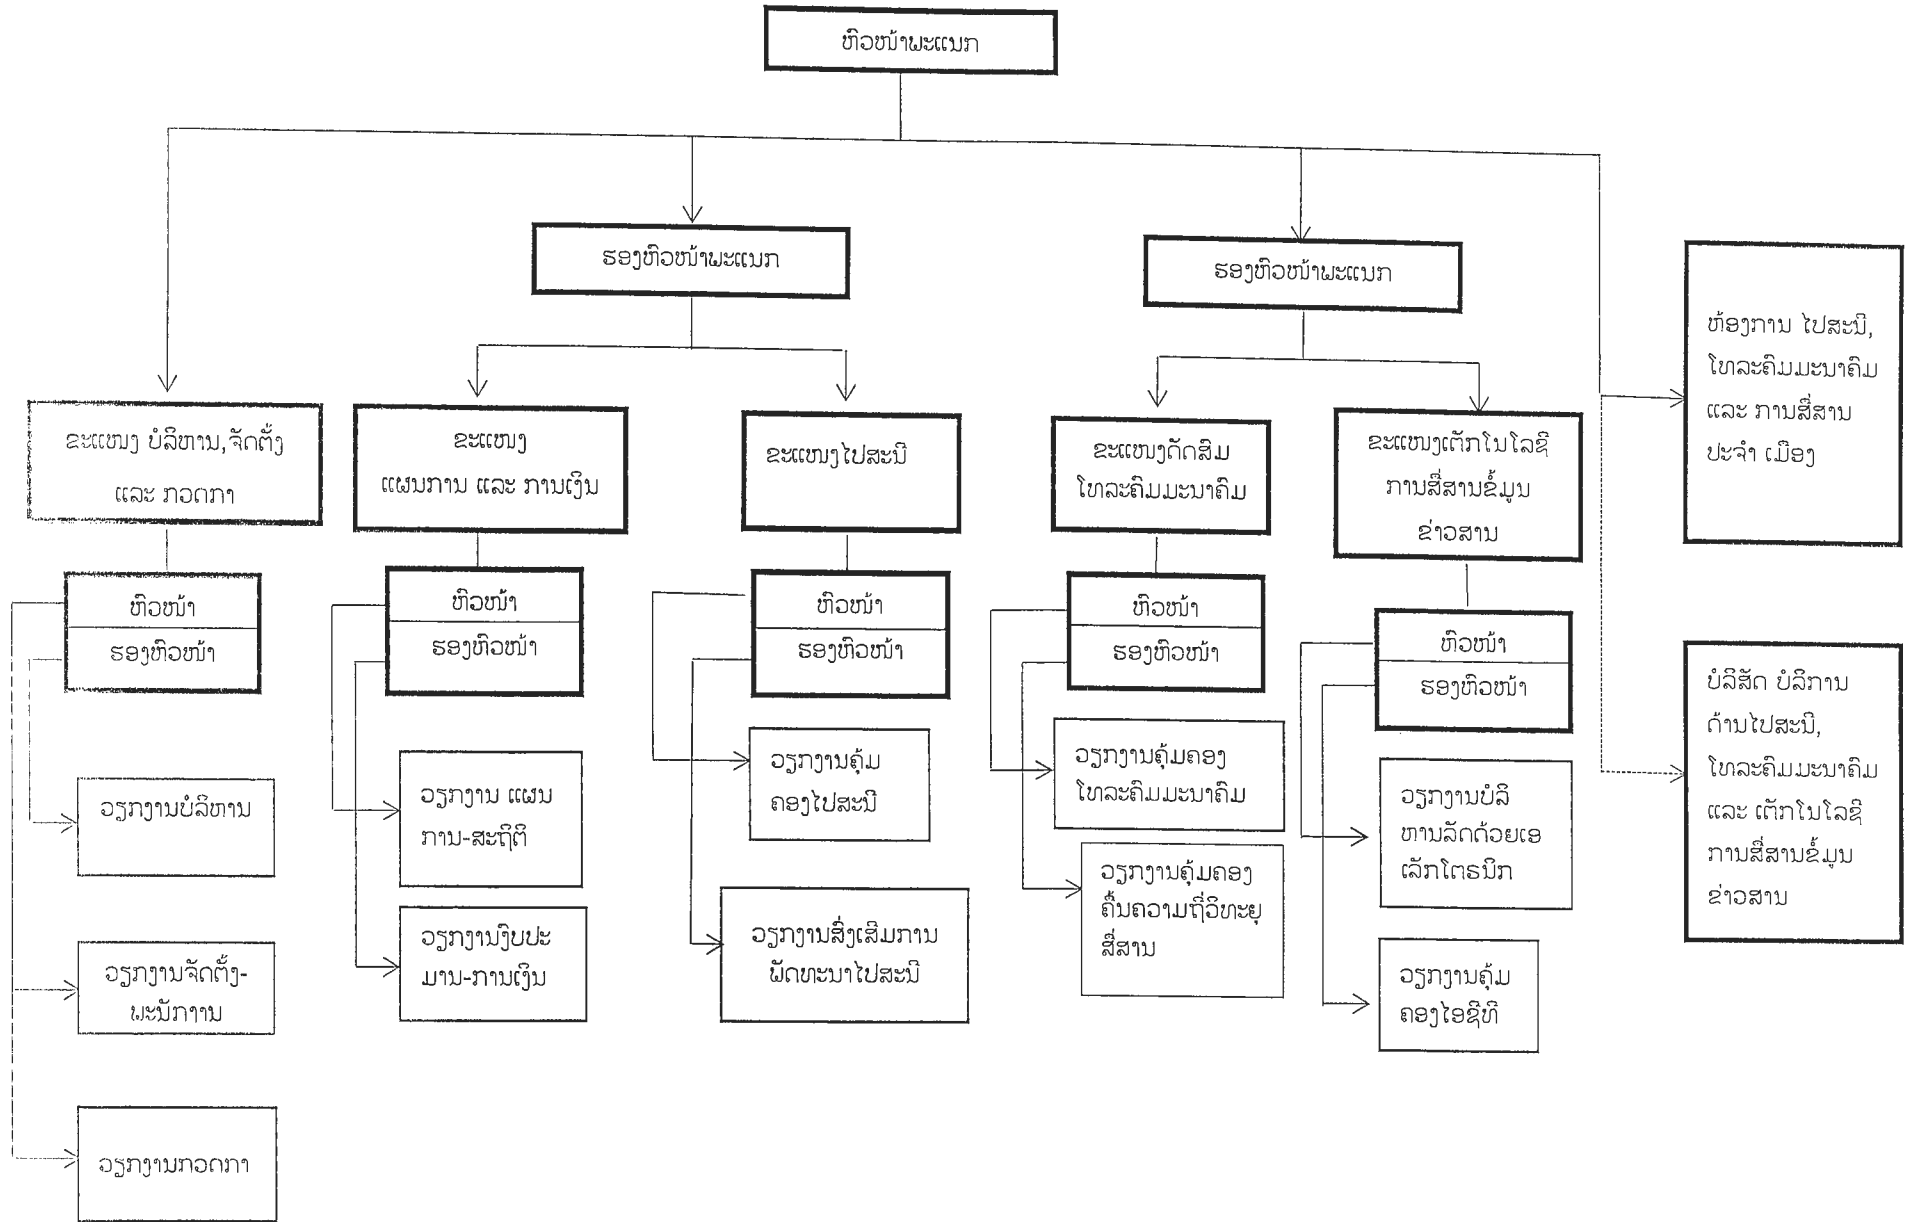 ຫົວໜ້າພະແນກ
ຮອງຫົວໜ້າພະແນກ
ຮອງຫົວໜ້າພະແນກ
ຂະແໜງ ບໍລິຫານ,ຈັດຕັ້ງ
ແລະ ກວດກາ
ຫົວໜ້າ
ຮອງຫົວໜ້າ
ວຽກງານບໍລິຫານ
ວຽກງານຈັດຕັ້ງ-
ພະນັກງານ
ວຽກງານກວດກາ
ຂະແໜງ
ແຜນການ ແລະ ການເງິນ
ຫົວໜ້າ
ຮອງຫົວໜ້າ
ວຽກງານ ແຜນ
ການ-ສະຖິຕິ
ວຽກງານງົບປະ
ມານ-ການເງິນ
ຂະແໜງໄປສະນີ
ຫົວໜ້າ
ຮອງຫົວໜ້າ
ວຽກງານຄຸ້ມ
ຄອງໄປສະນີ
ວຽກງານສົ່ງເສີມການ
ພັດທະນາໄປສະນີ
ຂະແໜງດັດສົມ
ໂທລະຄົມມະນາຄົມ
ຫົວໜ້າ
ຮອງຫົວໜ້າ
ວຽກງານຄຸ້ມຄອງ
ໂທລະຄົມມະນາຄົມ
ວຽກງານຄຸ້ມຄອງ
ຄື້ນຄວາມຖີ່ວິທະຍຸ
ສື່ສານ
ຂະແໜງເຕັກໂນໂລຊີ
ການສື່ສານຂໍ້ມູນ
ຂ່າວສານ
ຫົວໜ້າ
ຮອງຫົວໜ້າ
ວຽກງານບໍລິ
ຫານລັດດ້ວຍເອ
ເລັກໂຕຣນິກ
ວຽກງານຄຸ້ມ
ຄອງໄອຊີທີ
ຫ້ອງການ ໄປສະນີ,
ໂທລະຄົມມະນາຄົມ
ແລະ ການສື່ສານ
ປະຈຳ ເມືອງ
ບໍລິສັດ ບໍລິການ
ດ້ານໄປສະນີ,
ໂທລະຄົມມະນາຄົມ
ແລະ ເຕັກໂນໂລຊີ
ການສື່ສານຂໍ້ມູນ
ຂ່າວສານ